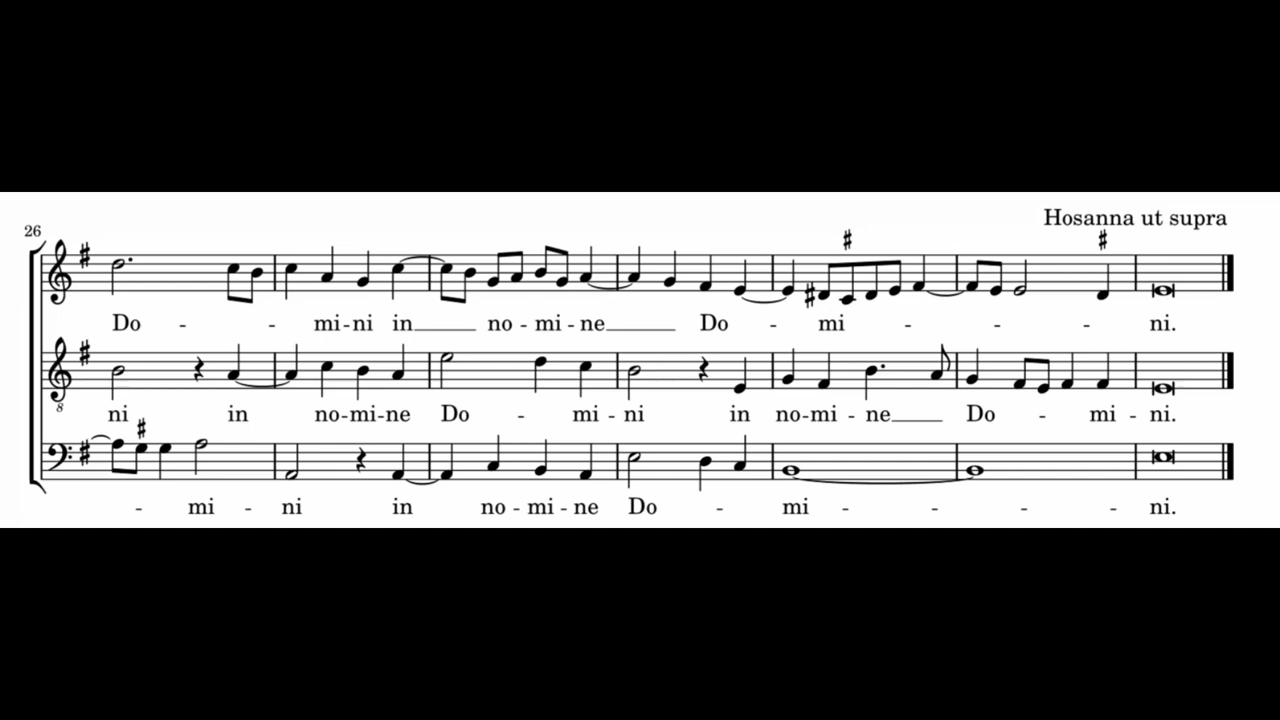 Hosanna ut supra
26
Do - - mi - ni in no - mi - ne Do - mi - - - ni.
8
ni in no - mi - ne Do - mi - ni in no - mi - ne Do - mi - ni.
- mi - ni in no - mi - ne Do - mi - - - - ni.